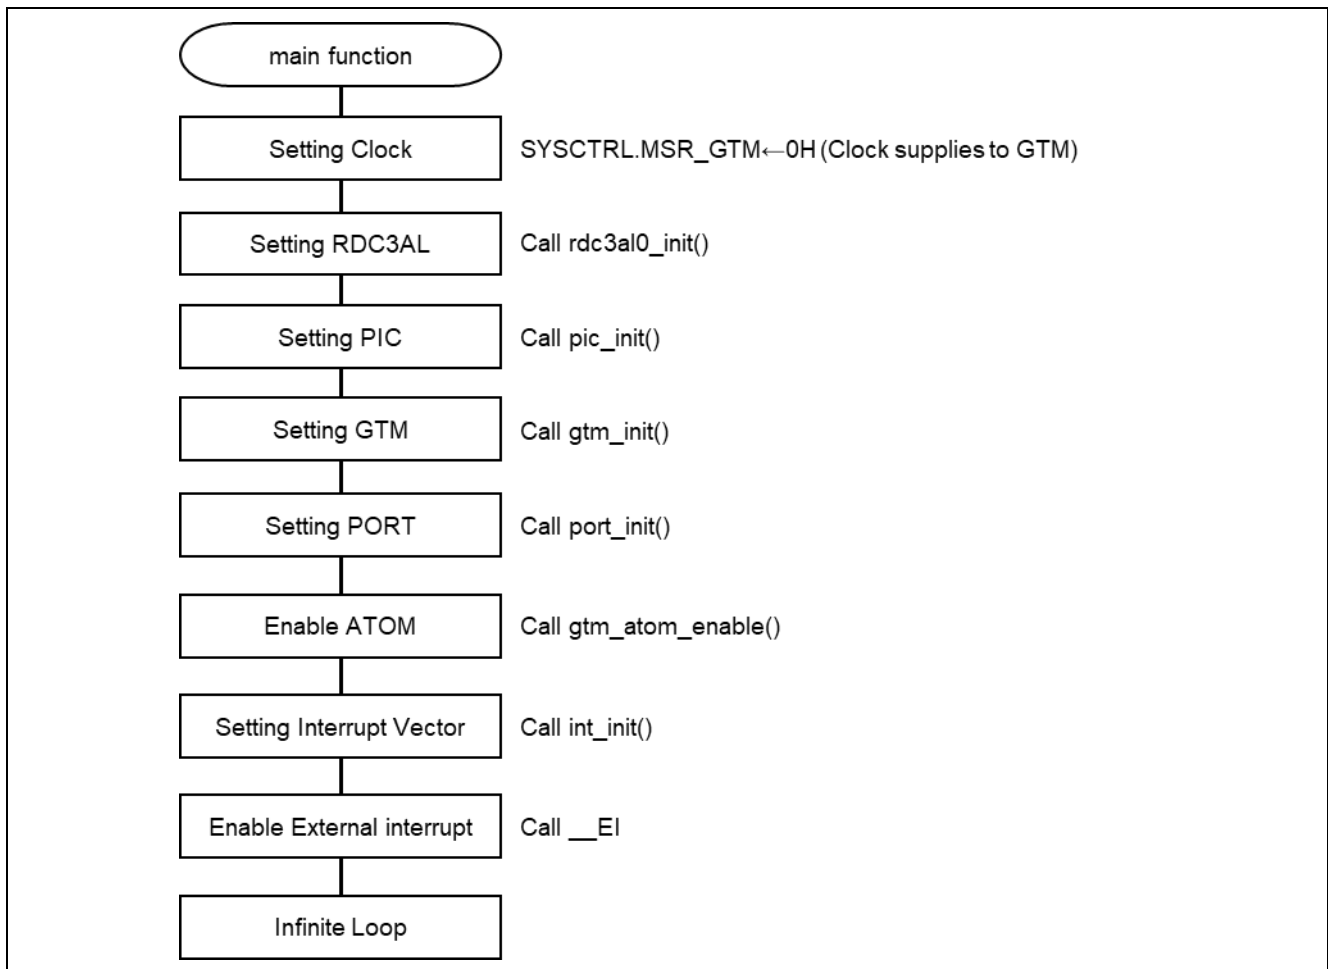 main function
Setting Clock SYSCTRL.MSR_GTM←0H (Clock supplies to GTM)
Setting RDC3AL Call rdc3al0_init()
Setting PIC Call pic_init()
Setting GTM Call gtm_init()
Setting PORT Call port_init()
Enable ATOM Call gtm_atom_enable()
Setting Interrupt Vector Call int_init()
Enable External interrupt Call __EI
Infinite Loop